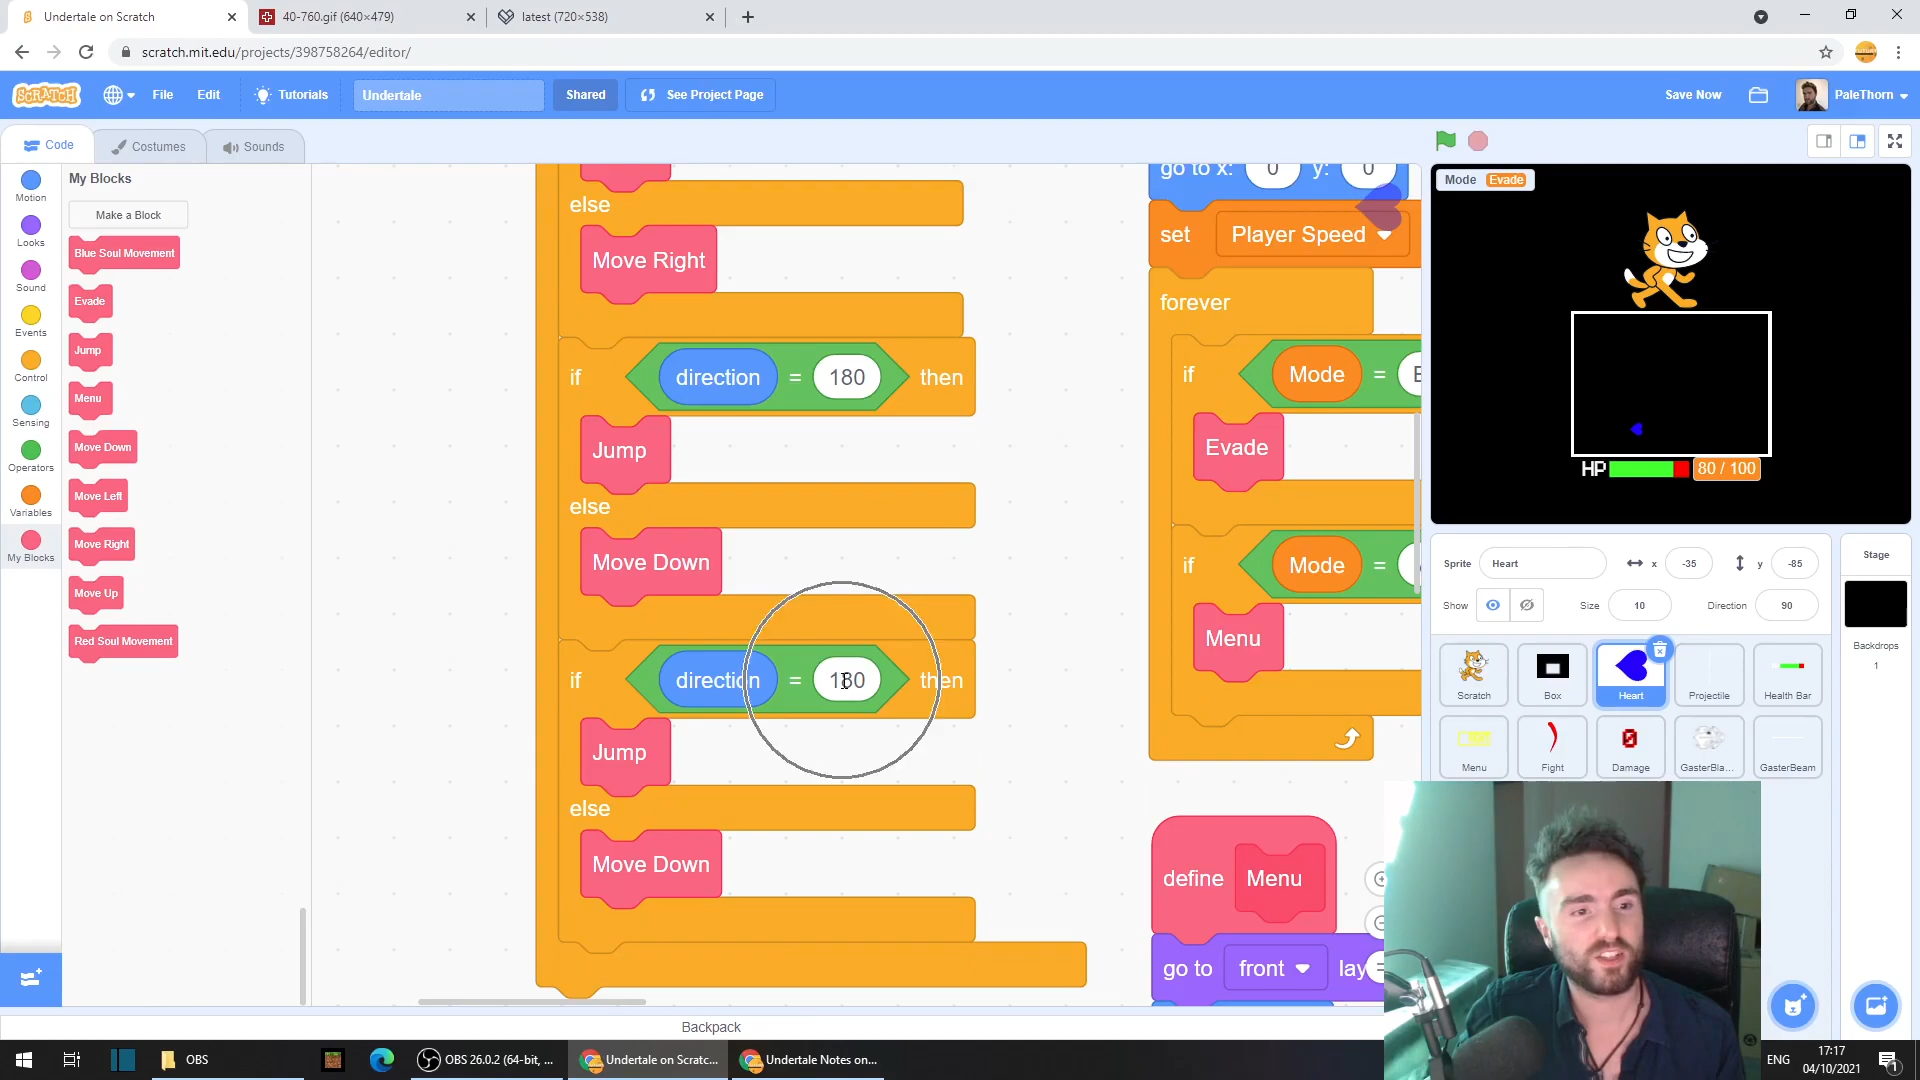 Undertale on Scratch
40-760.gif (640×479)
latest (720×538)
scratch.mit.edu/projects/398758264/editor/
SCRATCH
File
Edit
Tutorials
Undertale
Shared
See Project Page
Save Now
PaleThorn
Code
Costumes
Sounds
Motion
Looks
Sound
Events
Control
Sensing
Operators
Variables
My Blocks
My Blocks
Make a Block
Blue Soul Movement
Evade
Jump
Menu
Move Down
Move Left
Move Right
Move Up
Red Soul Movement
else
Move Right
if direction = 180 then
Jump
else
Move Down
if direction = 180 then
Jump
else
Move Down
go to x: 0 y: 0
set Player Speed
forever
if Mode = E
Evade
if Mode =
Menu
define Menu
go to front lay
Mode Evade
HP 80 / 100
Sprite Heart x -35 y -85
Show Size 10 Direction 90
Scratch
Box
Heart
Projectile
Health Bar
Menu
Fight
Damage
GasterBla...
GasterBeam
Stage
Backdrops
1
Backpack
OBS
OBS 26.0.2 (64-bit, ...
Undertale on Scratc...
Undertale Notes on...
ENG
17:17
04/10/2021
1